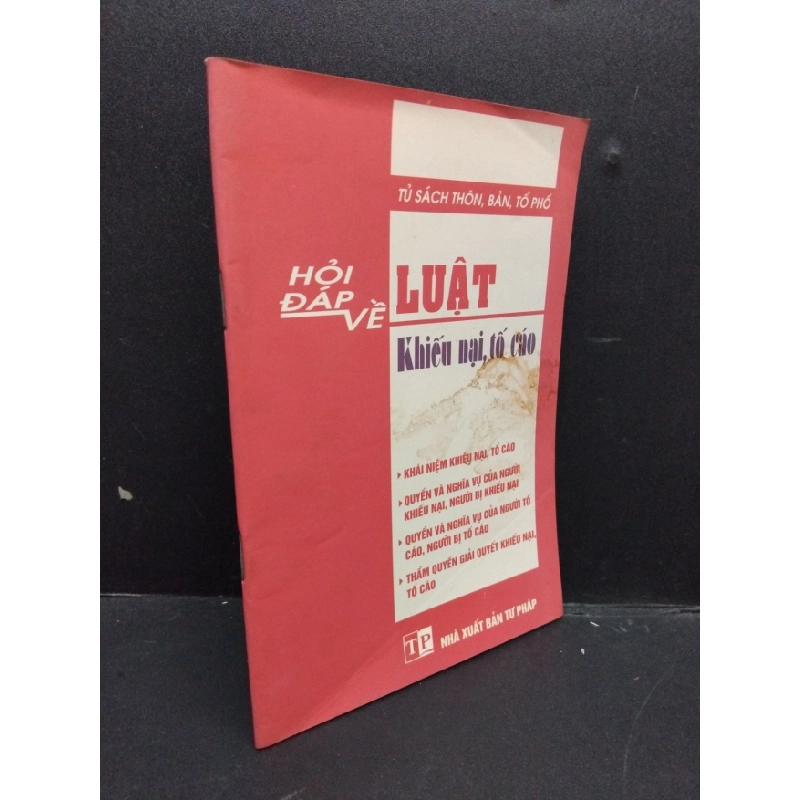 TỦ SÁCH THÔN, BẢN, TỔ PHỐ
HỎI
ĐÁP
VỀ
LUẬT
Khiếu nại, tố cáo
KHÁI NIỆM KHIẾU NẠI, TỐ CÁO
QUYỀN VÀ NGHĨA VỤ CỦA NGƯỜI
KHIẾU NẠI, NGƯỜI BỊ KHIẾU NẠI
QUYỀN VÀ NGHĨA VỤ CỦA NGƯỜI TỐ
CÁO, NGƯỜI BỊ TỐ CÁO
THẨM QUYỀN GIẢI QUYẾT KHIẾU NẠI,
TỐ CÁO
TP NHÀ XUẤT BẢN TƯ PHÁP